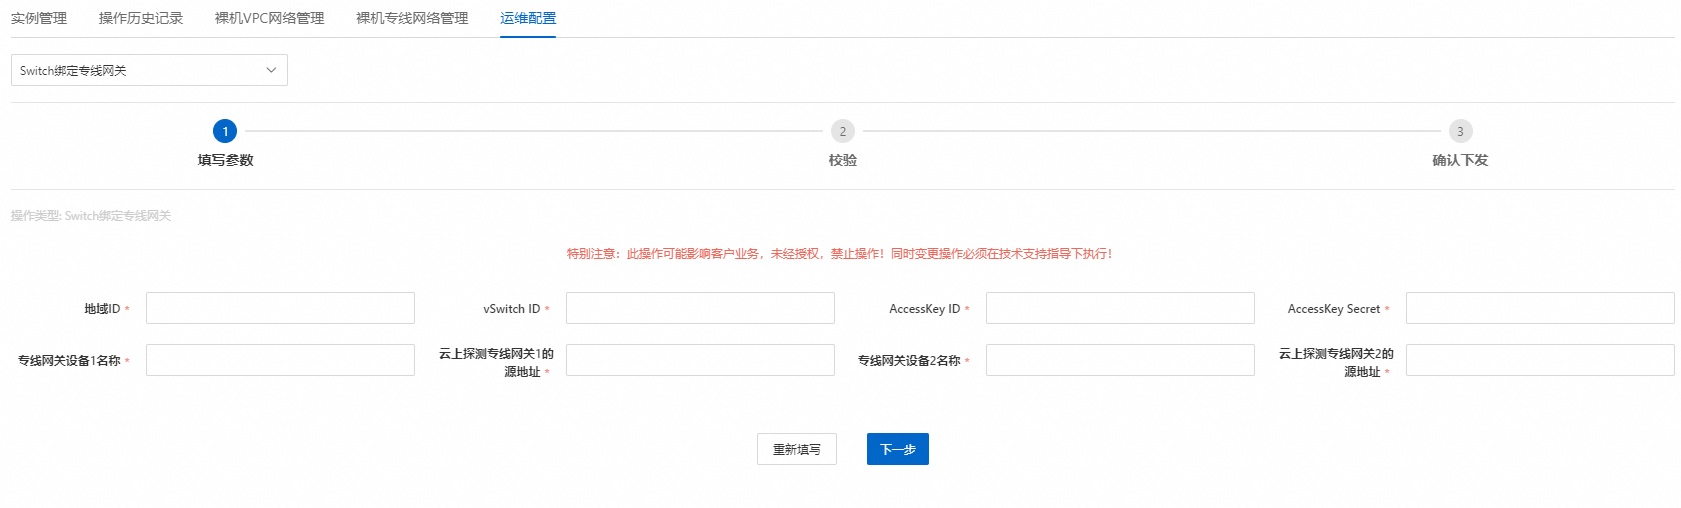 实例管理 操作历史记录 裸机VPC网络管理 裸机专线网络管理 运维配置
Switch绑定专线网关
1 2 3
填写参数 校验 确认下发
操作类型: Switch绑定专线网关
特别注意：此操作可能影响客户业务，未经授权，禁止操作！同时变更操作必须在技术支持指导下执行！
地域ID * vSwitch ID * AccessKey ID * AccessKey Secret *
专线网关设备1名称 * 云上探测专线网关1的 专线网关设备2名称 * 云上探测专线网关2的
源地址 * 源地址 *
重新填写 下一步